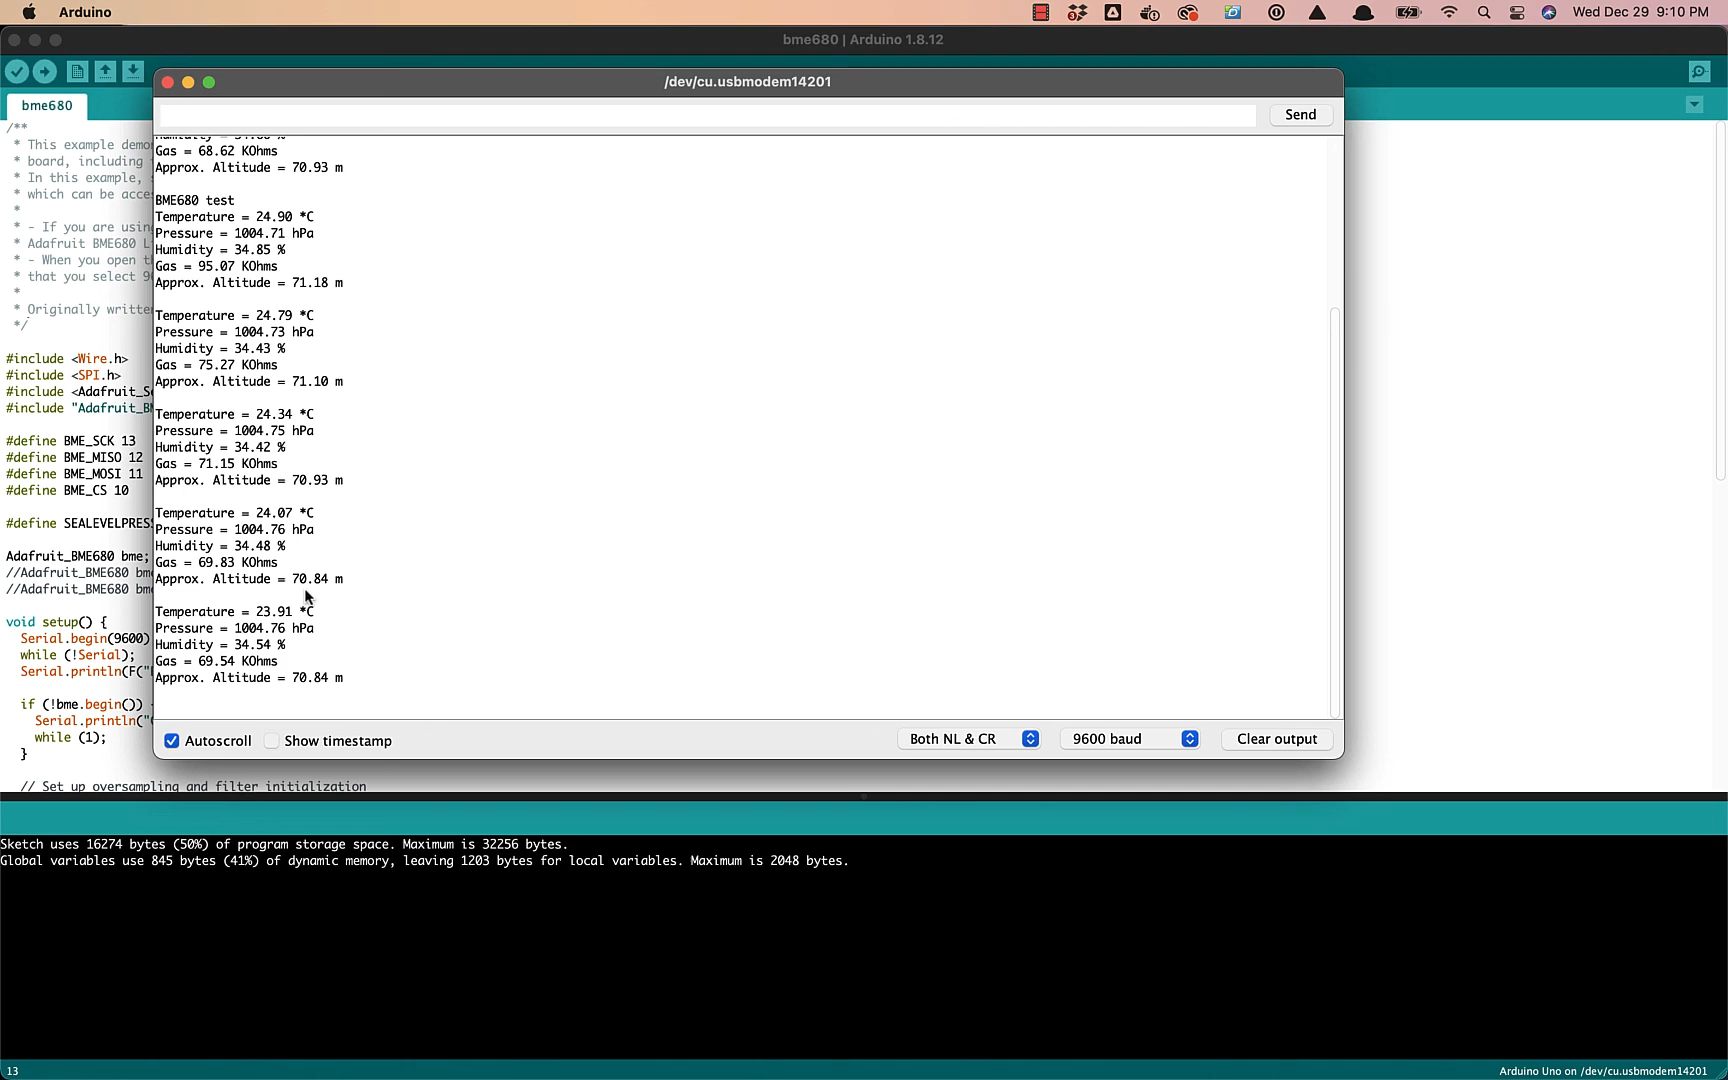 Arduino
Wed Dec 29 9:10 PM
bme680 | Arduino 1.8.12
/dev/cu.usbmodem14201
bme680
Send
/**
* This example demo
* board, including
* In this example, s
* which can be acce
*
* - If you are using
* Adafruit BME680 L
* - When you open th
* that you select 9
*
* Originally writte
*/
#include <Wire.h>
#include <SPI.h>
#include <Adafruit_Se
#include "Adafruit_BM
#define BME_SCK 13
#define BME_MISO 12
#define BME_MOSI 11
#define BME_CS 10
#define SEALEVELPRESS
Adafruit_BME680 bme;
//Adafruit_BME680 bme
//Adafruit_BME680 bme
void setup() {
Serial.begin(9600)
while (!Serial);
Serial.println(F("
if (!bme.begin())
Serial.println("
while (1);
}
// Set up oversampling and filter initialization
Gas = 68.62 KOhms
Approx. Altitude = 70.93 m
BME680 test
Temperature = 24.90 *C
Pressure = 1004.71 hPa
Humidity = 34.85 %
Gas = 95.07 KOhms
Approx. Altitude = 71.18 m
Temperature = 24.79 *C
Pressure = 1004.73 hPa
Humidity = 34.43 %
Gas = 75.27 KOhms
Approx. Altitude = 71.10 m
Temperature = 24.34 *C
Pressure = 1004.75 hPa
Humidity = 34.42 %
Gas = 71.15 KOhms
Approx. Altitude = 70.93 m
Temperature = 24.07 *C
Pressure = 1004.76 hPa
Humidity = 34.48 %
Gas = 69.83 KOhms
Approx. Altitude = 70.84 m
Temperature = 23.91 *C
Pressure = 1004.76 hPa
Humidity = 34.54 %
Gas = 69.54 KOhms
Approx. Altitude = 70.84 m
Autoscroll Show timestamp Both NL & CR 9600 baud Clear output
Sketch uses 16274 bytes (50%) of program storage space. Maximum is 32256 bytes.
Global variables use 845 bytes (41%) of dynamic memory, leaving 1203 bytes for local variables. Maximum is 2048 bytes.
13
Arduino Uno on /dev/cu.usbmodem14201